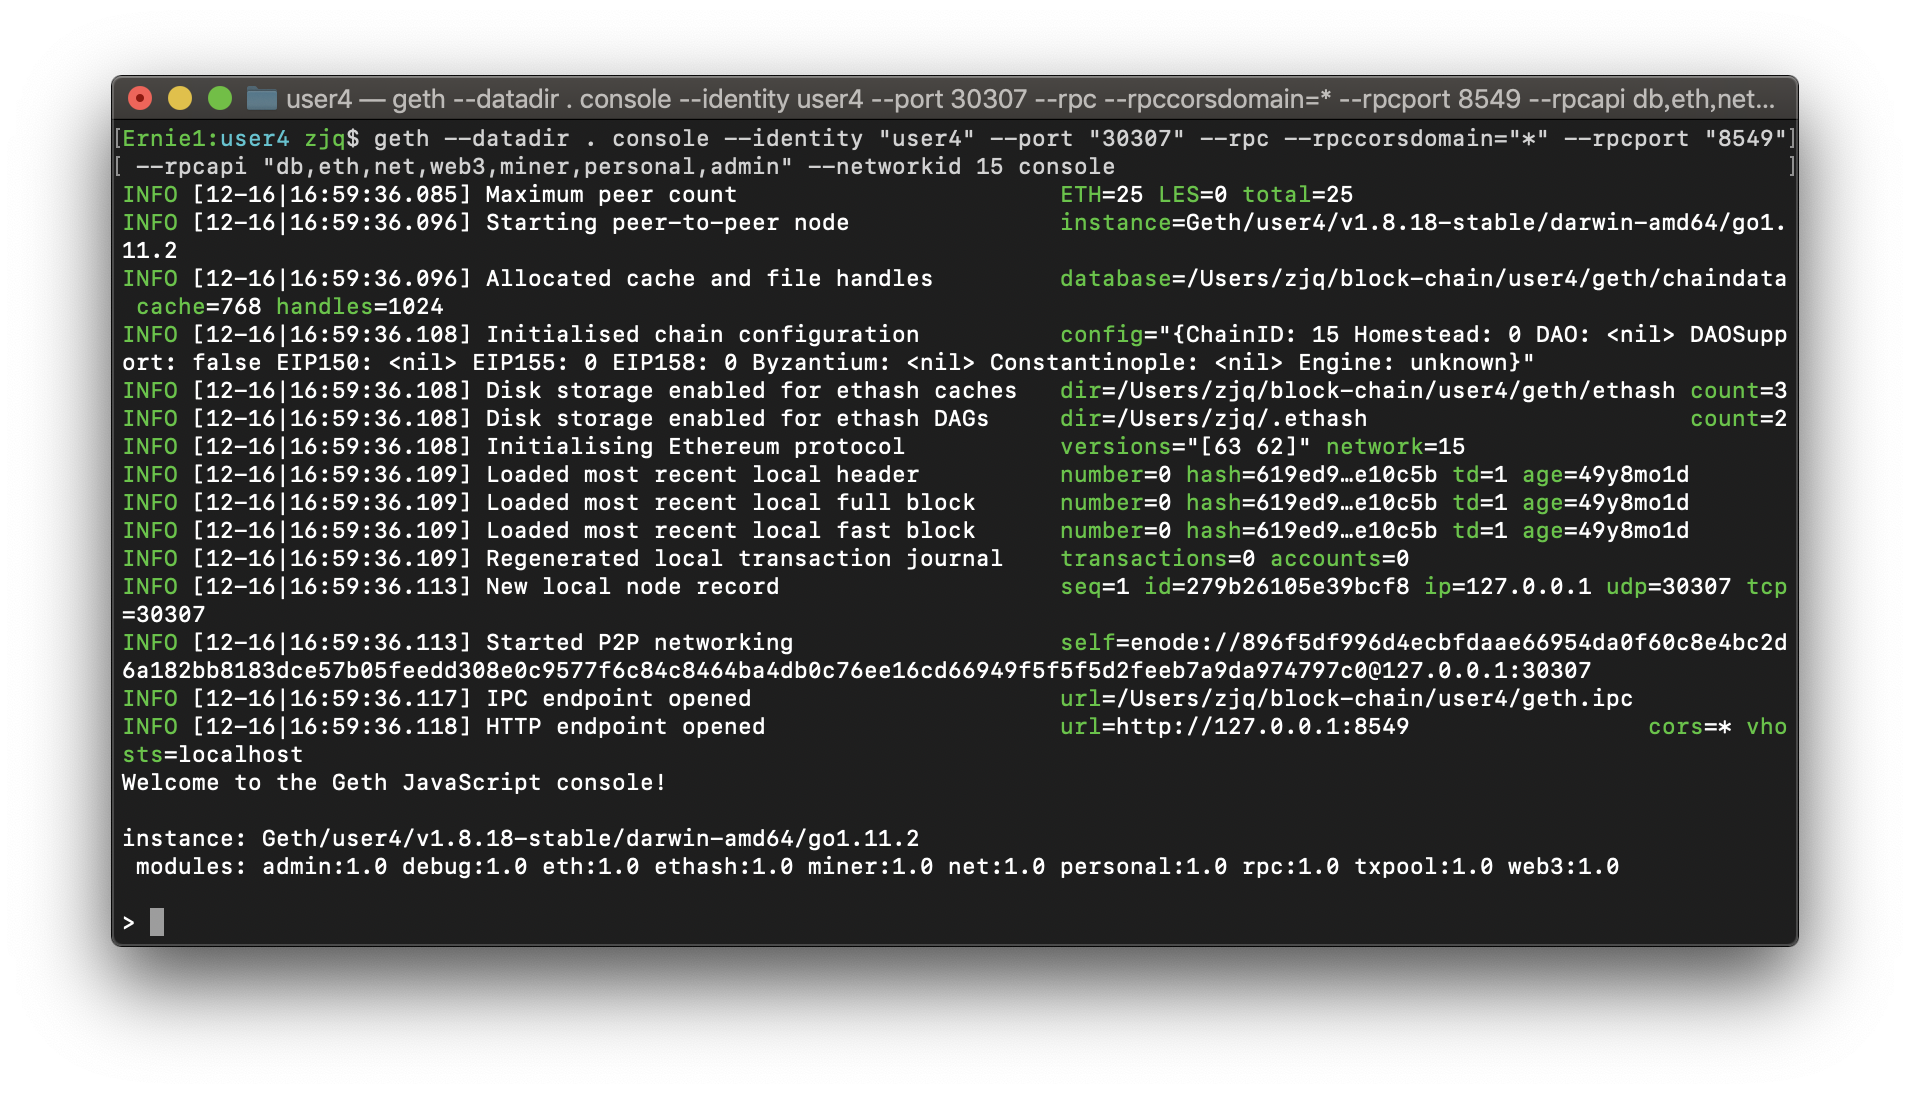 user4 — geth --datadir . console --identity user4 --port 30307 --rpc --rpccorsdomain=* --rpcport 8549 --rpcapi db,eth,net...
[Ernie1:user4 zjq$ geth --datadir . console --identity "user4" --port "30307" --rpc --rpccorsdomain="*" --rpcport "8549"]
[ --rpcapi "db,eth,net,web3,miner,personal,admin" --networkid 15 console ]
INFO [12-16|16:59:36.085] Maximum peer count ETH=25 LES=0 total=25
INFO [12-16|16:59:36.096] Starting peer-to-peer node instance=Geth/user4/v1.8.18-stable/darwin-amd64/go1.
11.2
INFO [12-16|16:59:36.096] Allocated cache and file handles database=/Users/zjq/block-chain/user4/geth/chaindata
 cache=768 handles=1024
INFO [12-16|16:59:36.108] Initialised chain configuration config="{ChainID: 15 Homestead: 0 DAO: <nil> DAOSupp
ort: false EIP150: <nil> EIP155: 0 EIP158: 0 Byzantium: <nil> Constantinople: <nil> Engine: unknown}"
INFO [12-16|16:59:36.108] Disk storage enabled for ethash caches dir=/Users/zjq/block-chain/user4/geth/ethash count=3
INFO [12-16|16:59:36.108] Disk storage enabled for ethash DAGs dir=/Users/zjq/.ethash count=2
INFO [12-16|16:59:36.108] Initialising Ethereum protocol versions="[63 62]" network=15
INFO [12-16|16:59:36.109] Loaded most recent local header number=0 hash=619ed9…e10c5b td=1 age=49y8mo1d
INFO [12-16|16:59:36.109] Loaded most recent local full block number=0 hash=619ed9…e10c5b td=1 age=49y8mo1d
INFO [12-16|16:59:36.109] Loaded most recent local fast block number=0 hash=619ed9…e10c5b td=1 age=49y8mo1d
INFO [12-16|16:59:36.109] Regenerated local transaction journal transactions=0 accounts=0
INFO [12-16|16:59:36.113] New local node record seq=1 id=279b26105e39bcf8 ip=127.0.0.1 udp=30307 tcp
=30307
INFO [12-16|16:59:36.113] Started P2P networking self=enode://896f5df996d4ecbfdaae66954da0f60c8e4bc2d
6a182bb8183dce57b05feedd308e0c9577f6c84c8464ba4db0c76ee16cd66949f5f5f5d2feeb7a9da974797c0@127.0.0.1:30307
INFO [12-16|16:59:36.117] IPC endpoint opened url=/Users/zjq/block-chain/user4/geth.ipc
INFO [12-16|16:59:36.118] HTTP endpoint opened url=http://127.0.0.1:8549 cors=* vho
sts=localhost
Welcome to the Geth JavaScript console!
instance: Geth/user4/v1.8.18-stable/darwin-amd64/go1.11.2
 modules: admin:1.0 debug:1.0 eth:1.0 ethash:1.0 miner:1.0 net:1.0 personal:1.0 rpc:1.0 txpool:1.0 web3:1.0
>